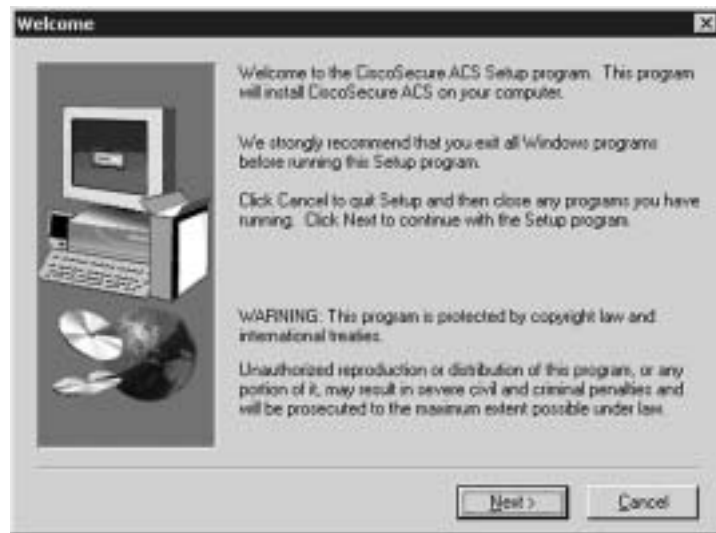 Welcome
Welcome to the CiscoSecure ACS Setup program. This program
will install CiscoSecure ACS on your computer.
We strongly recommend that you exit all Windows programs
before running this Setup program.
Click Cancel to quit Setup and then close any programs you have
running. Click Next to continue with the Setup program.
WARNING: This program is protected by copyright law and
international treaties.
Unauthorized reproduction or distribution of this program, or any
portion of it, may result in severe civil and criminal penalties and
will be prosecuted to the maximum extent possible under law.
Next >
Cancel